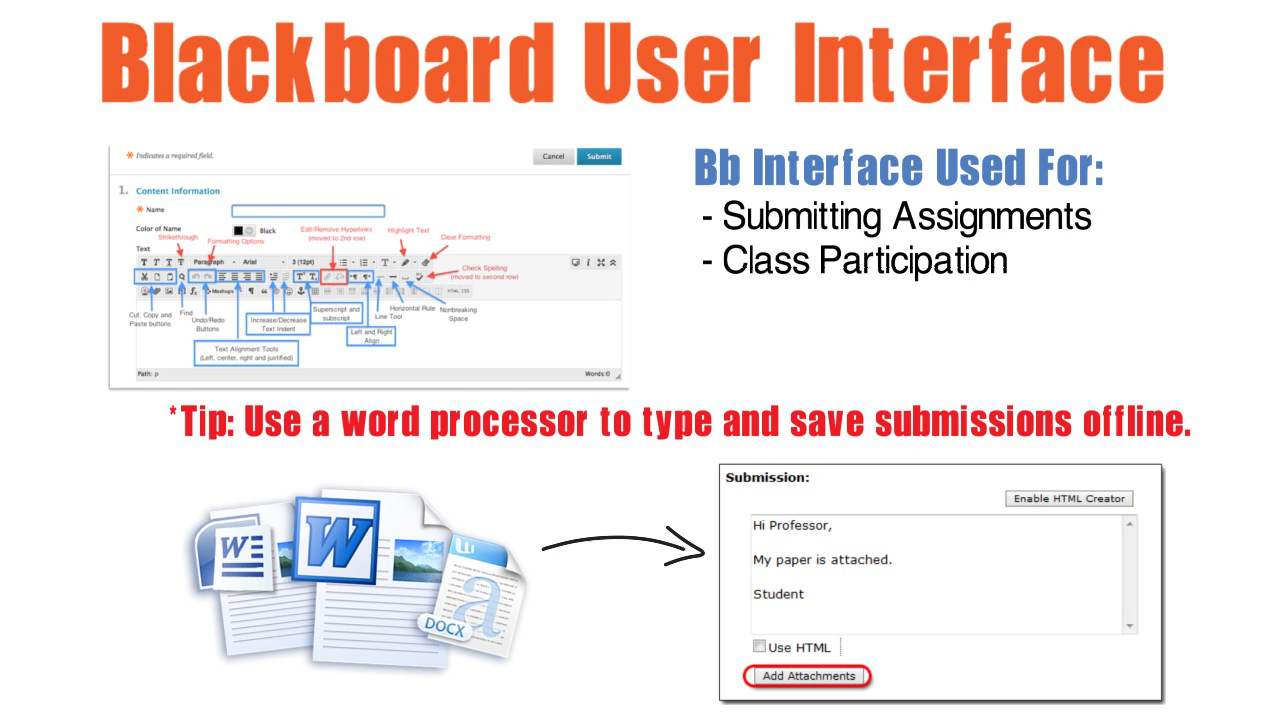 Blackboard User Interface
* Indicates a required field.
Cancel
Submit
1. Content Information
* Name
Color of Name
Black
Strikethrough
Formatting Options
Edit/Remove Hyperlinks
(moved to 2nd row)
Highlight Text
Clear Formatting
Text
T T T T Paragraph Arial 3 (12pt)
Check Spelling
(moved to second row)
Mashups
HTML CSS
Cut, Copy and
Paste buttons
Find
Undo/Redo
Buttons
Increase/Decrease
Text Indent
Superscript and
subscript
Line Tool
Horizontal Rule
Nonbreaking
Space
Left and Right
Align
Text Alignment Tools
(Left, center, right and justified)
Path: p
Words:0
Bb Interface Used For:
- Submitting Assignments
- Class Participation
*Tip: Use a word processor to type and save submissions offline.
W
W
W
a
DOCX
Submission:
Enable HTML Creator
Hi Professor,
My paper is attached.
Student
Use HTML
Add Attachments